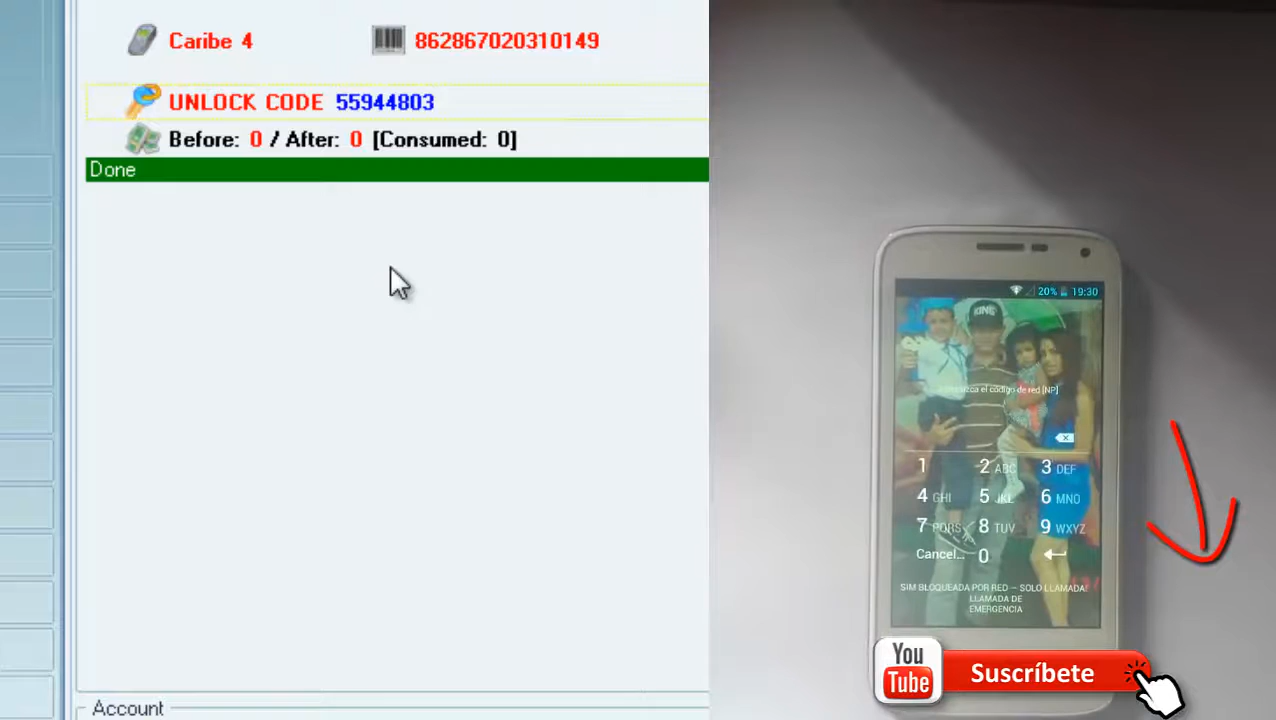 Caribe 4
862867020310149
UNLOCK CODE 55944803
Before: 0 / After: 0 [Consumed: 0]
Done
Account
20% 19:30
KING
el código de red [NP]
1 2 ABC 3 DEF
4 GHI 5 JKL 6 MNO
7 PQRS 8 TUV 9 WXYZ
Cancel... 0
SIM BLOQUEADA POR RED – SOLO LLAMADA
LLAMADA DE
EMERGENCIA
You
Tube
Suscríbete